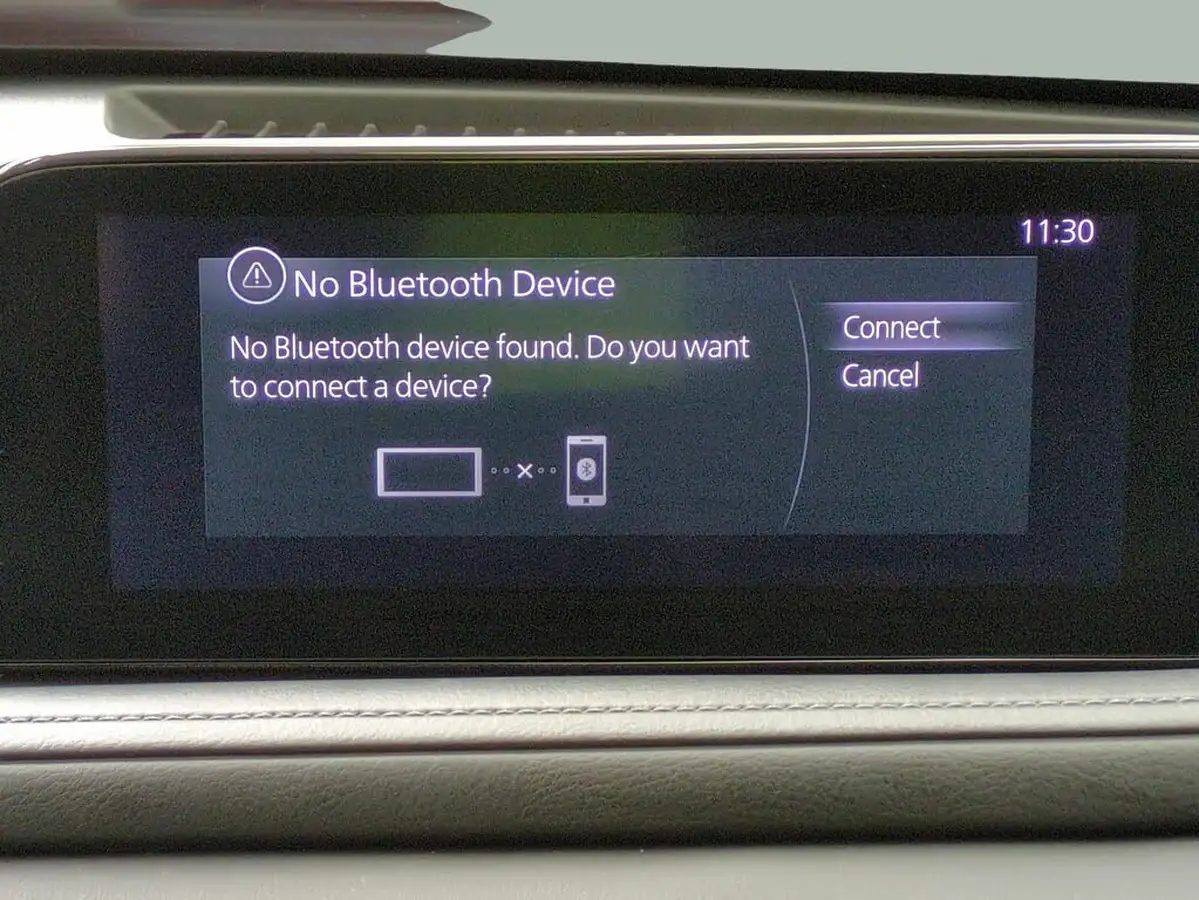 11:30
No Bluetooth Device
No Bluetooth device found. Do you want
to connect a device?
Connect
Cancel